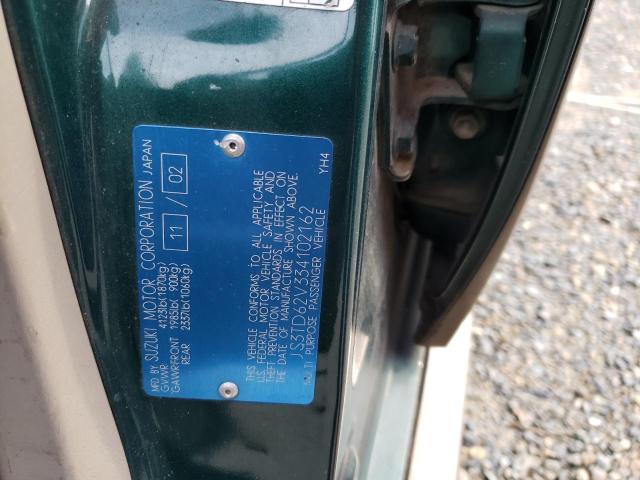 MFD BY SUZUKI MOTOR CORPORATION JAPAN
GVWR 4123lb(1870kg)
GAWR FRONT 1985lb( 900kg)
REAR 2337lb(1060kg)
11 / 02
THIS VEHICLE CONFORMS TO ALL APPLICABLE
U.S. FEDERAL MOTOR VEHICLE SAFETY, AND
THEFT PREVENTION STANDARDS IN EFFECT ON
THE DATE OF MANUFACTURE SHOWN ABOVE.
JS3TD62V334102162
MULTI PURPOSE PASSENGER VEHICLE
YH4